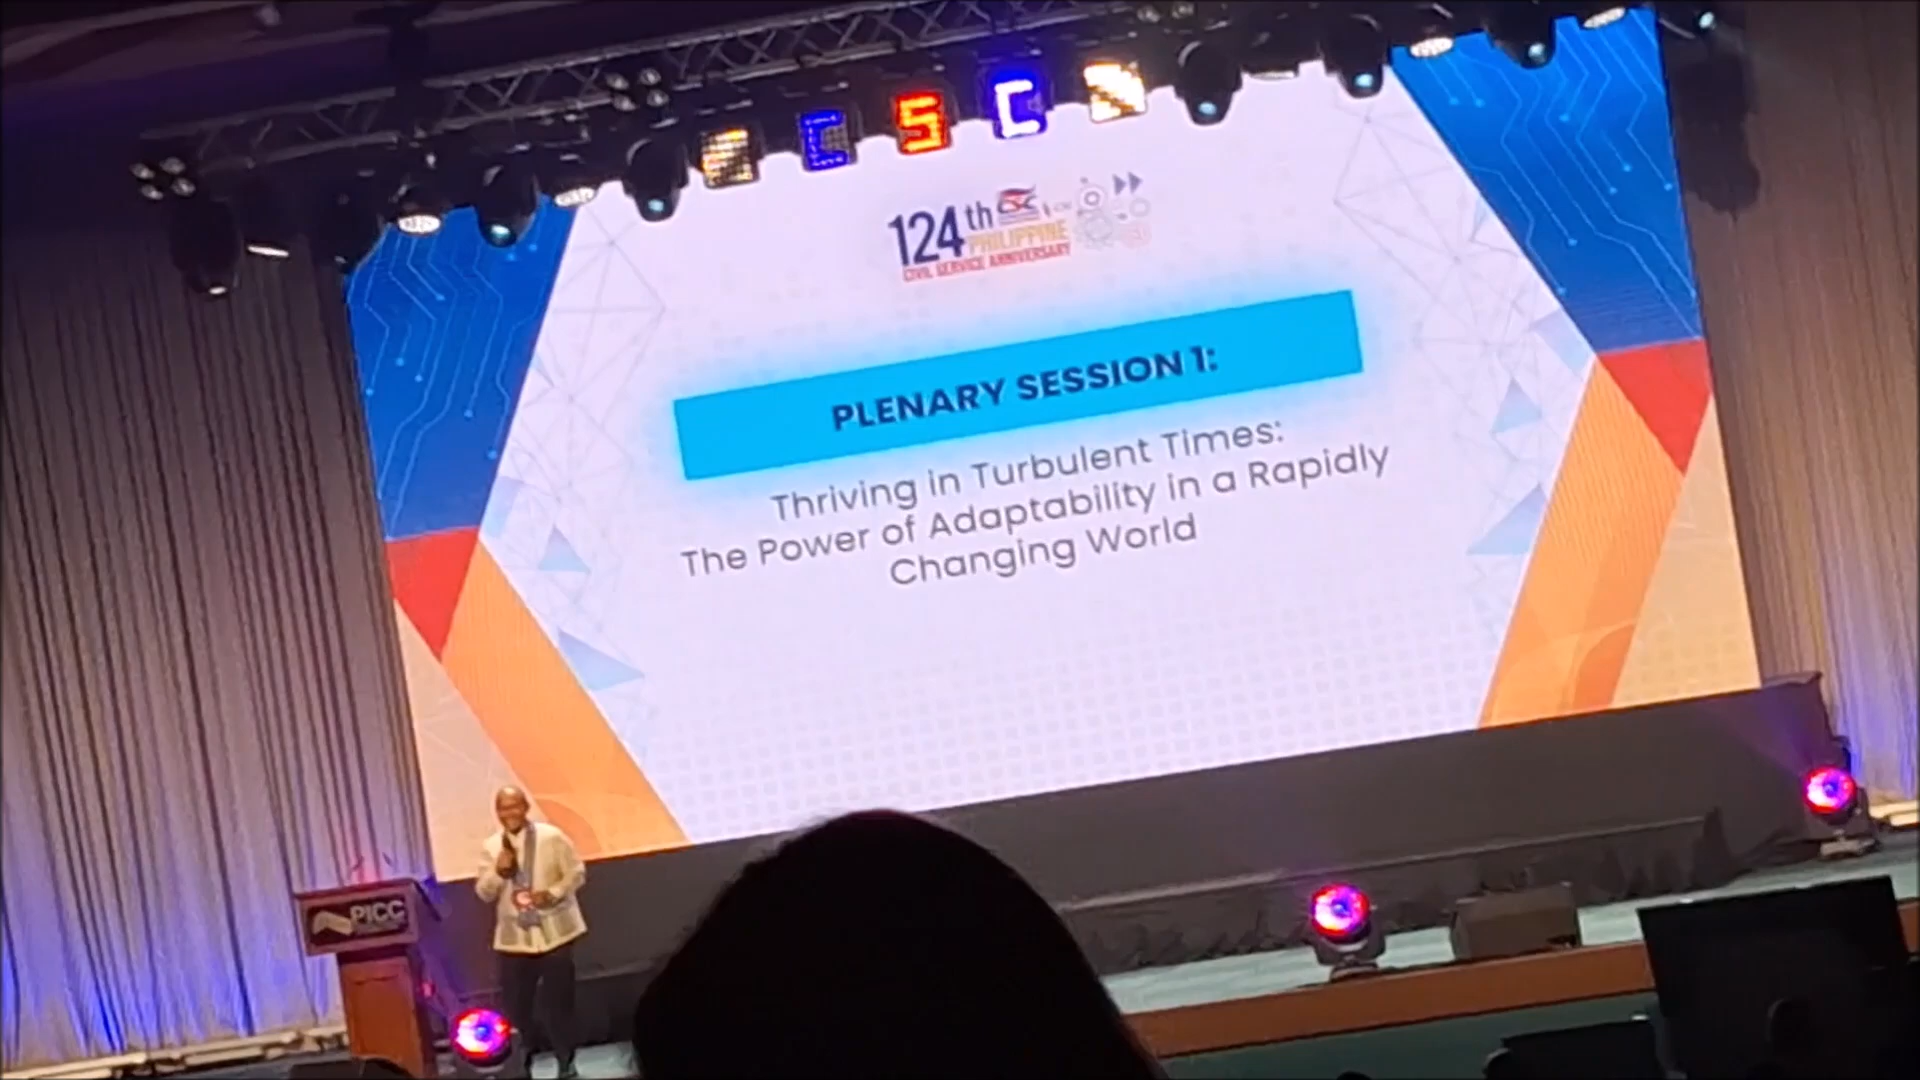 C S C
124th CSC
PHILIPPINE
CIVIL SERVICE ANNIVERSARY
PLENARY SESSION 1:
Thriving in Turbulent Times:
The Power of Adaptability in a Rapidly
Changing World
PICC